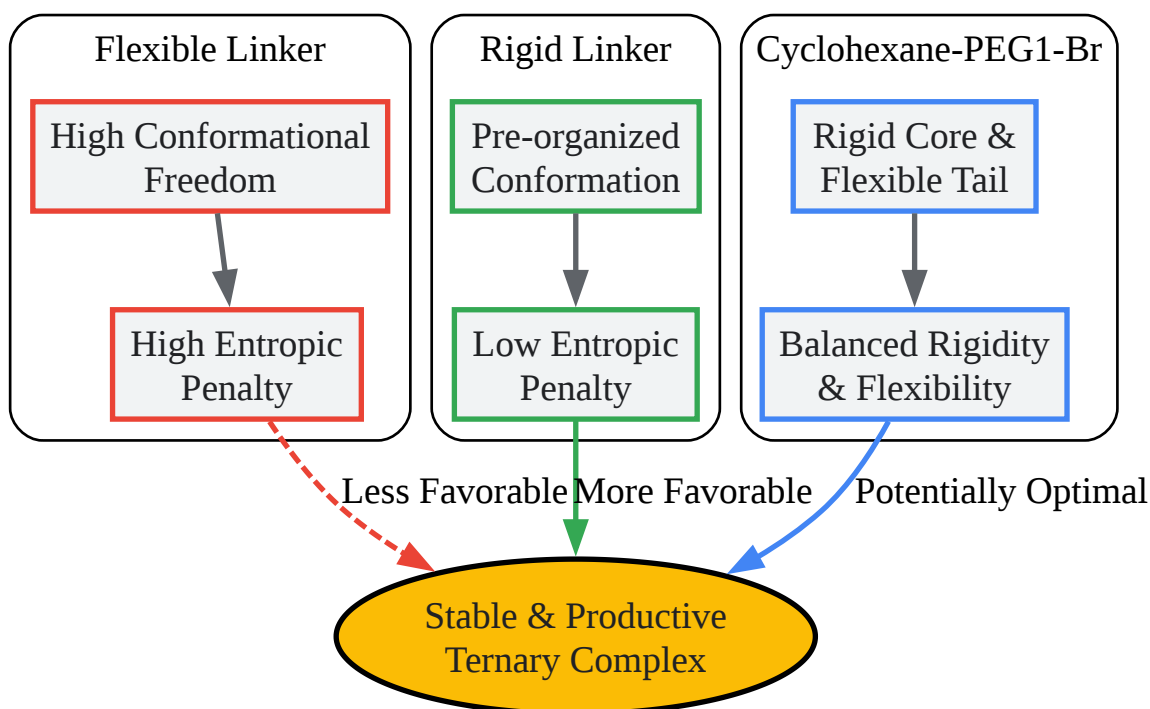 Flexible Linker
High Conformational
Freedom
High Entropic
Penalty
Rigid Linker
Pre-organized
Conformation
Low Entropic
Penalty
Cyclohexane-PEG1-Br
Rigid Core &
Flexible Tail
Balanced Rigidity
& Flexibility
Less Favorable
More Favorable
Potentially Optimal
Stable & Productive
Ternary Complex